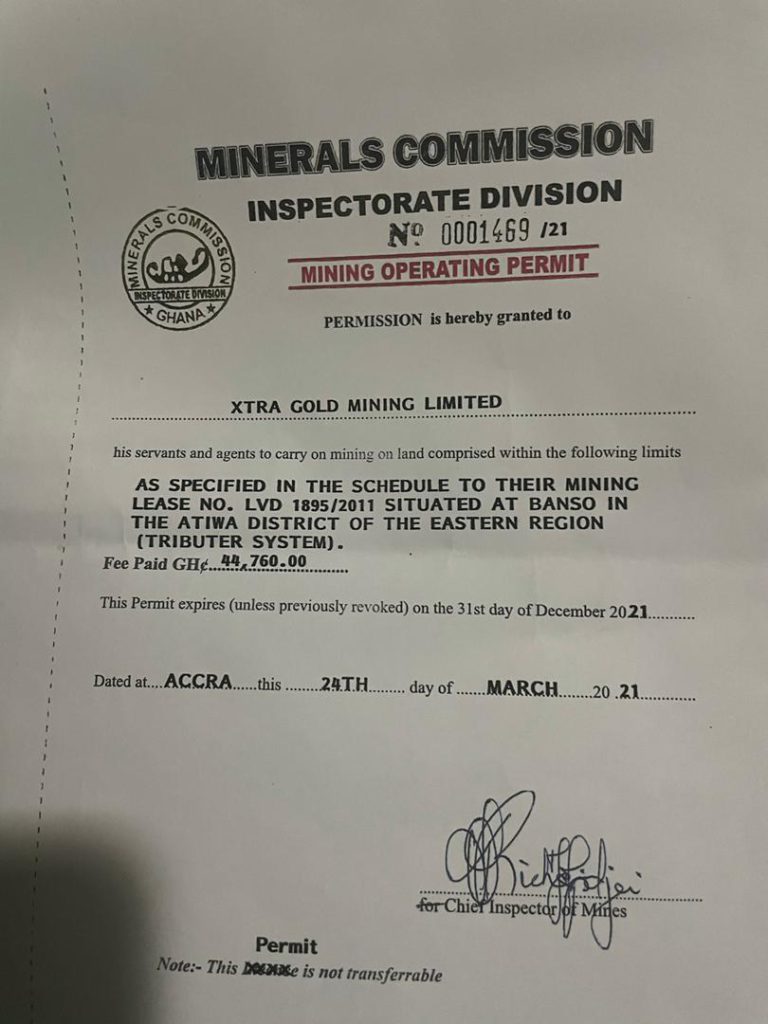 MINERALS COMMISSION
INSPECTORATE DIVISION
Nº 0001469 /21
MINING OPERATING PERMIT
MINERALS COMMISSION
INSPECTORATE DIVISION
★ GHANA ★
PERMISSION is hereby granted to
XTRA GOLD MINING LIMITED
his servants and agents to carry on mining on land comprised within the following limits
AS SPECIFIED IN THE SCHEDULE TO THEIR MINING
LEASE NO. LVD 1895/2011 SITUATED AT BANSO IN
THE ATIWA DISTRICT OF THE EASTERN REGION
(TRIBUTER SYSTEM).
Fee Paid GH¢...44,760.00..........
This Permit expires (unless previously revoked) on the 31st day of December 2021...........
Dated at....ACCRA......this ........24TH......... day of .......MARCH........20 .21.............
for Chief Inspector of Mines
Permit
Note:- This e is not transferrable